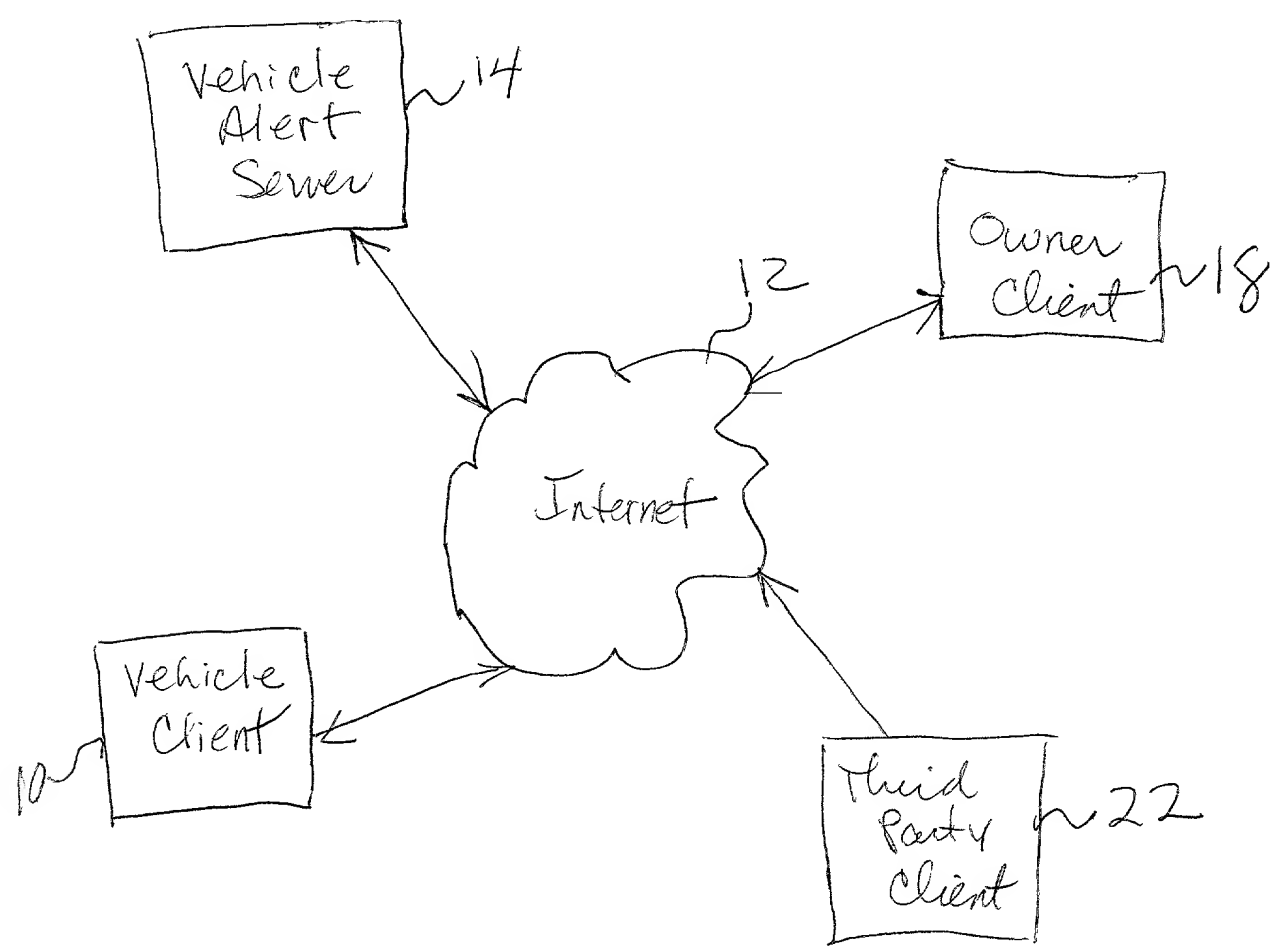 Vehicle
Alert
Server
14
Owner
Client
18
12
Internet
Vehicle
Client
10
Third
Party
Client
22